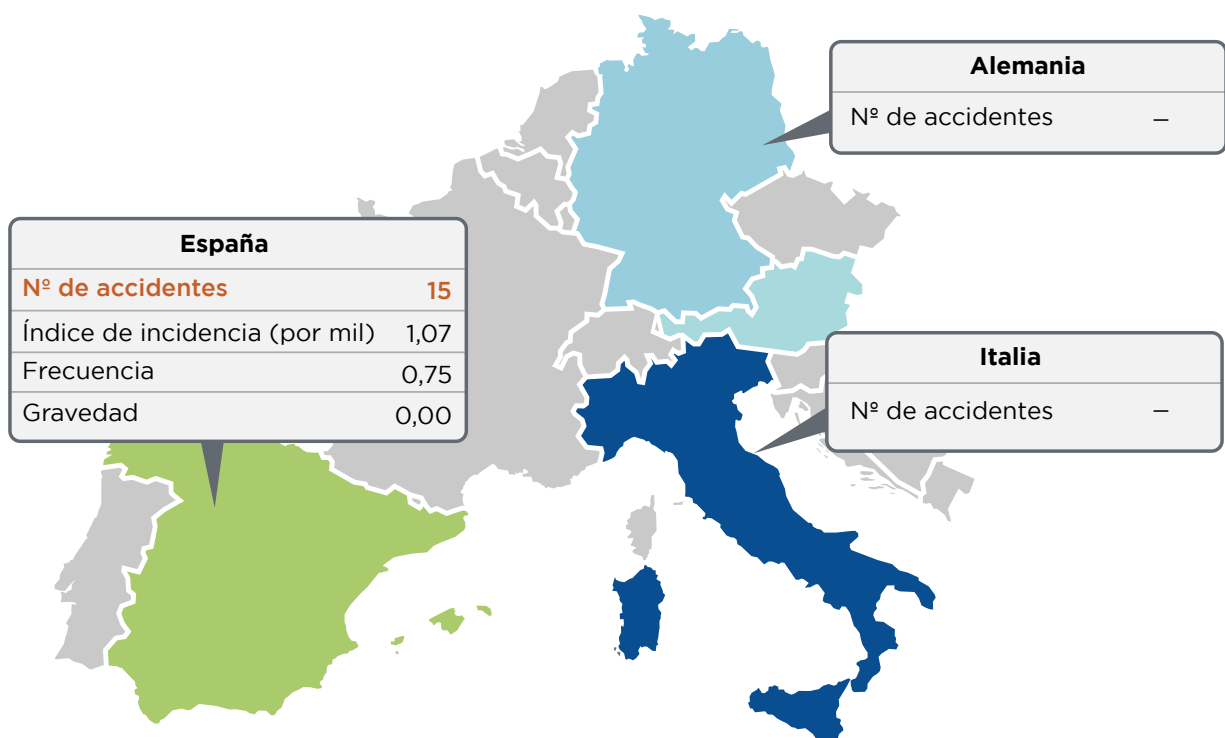 Alemania
Nº de accidentes –
España
Nº de accidentes 15
Índice de incidencia (por mil) 1,07
Frecuencia 0,75
Gravedad 0,00
Italia
Nº de accidentes –